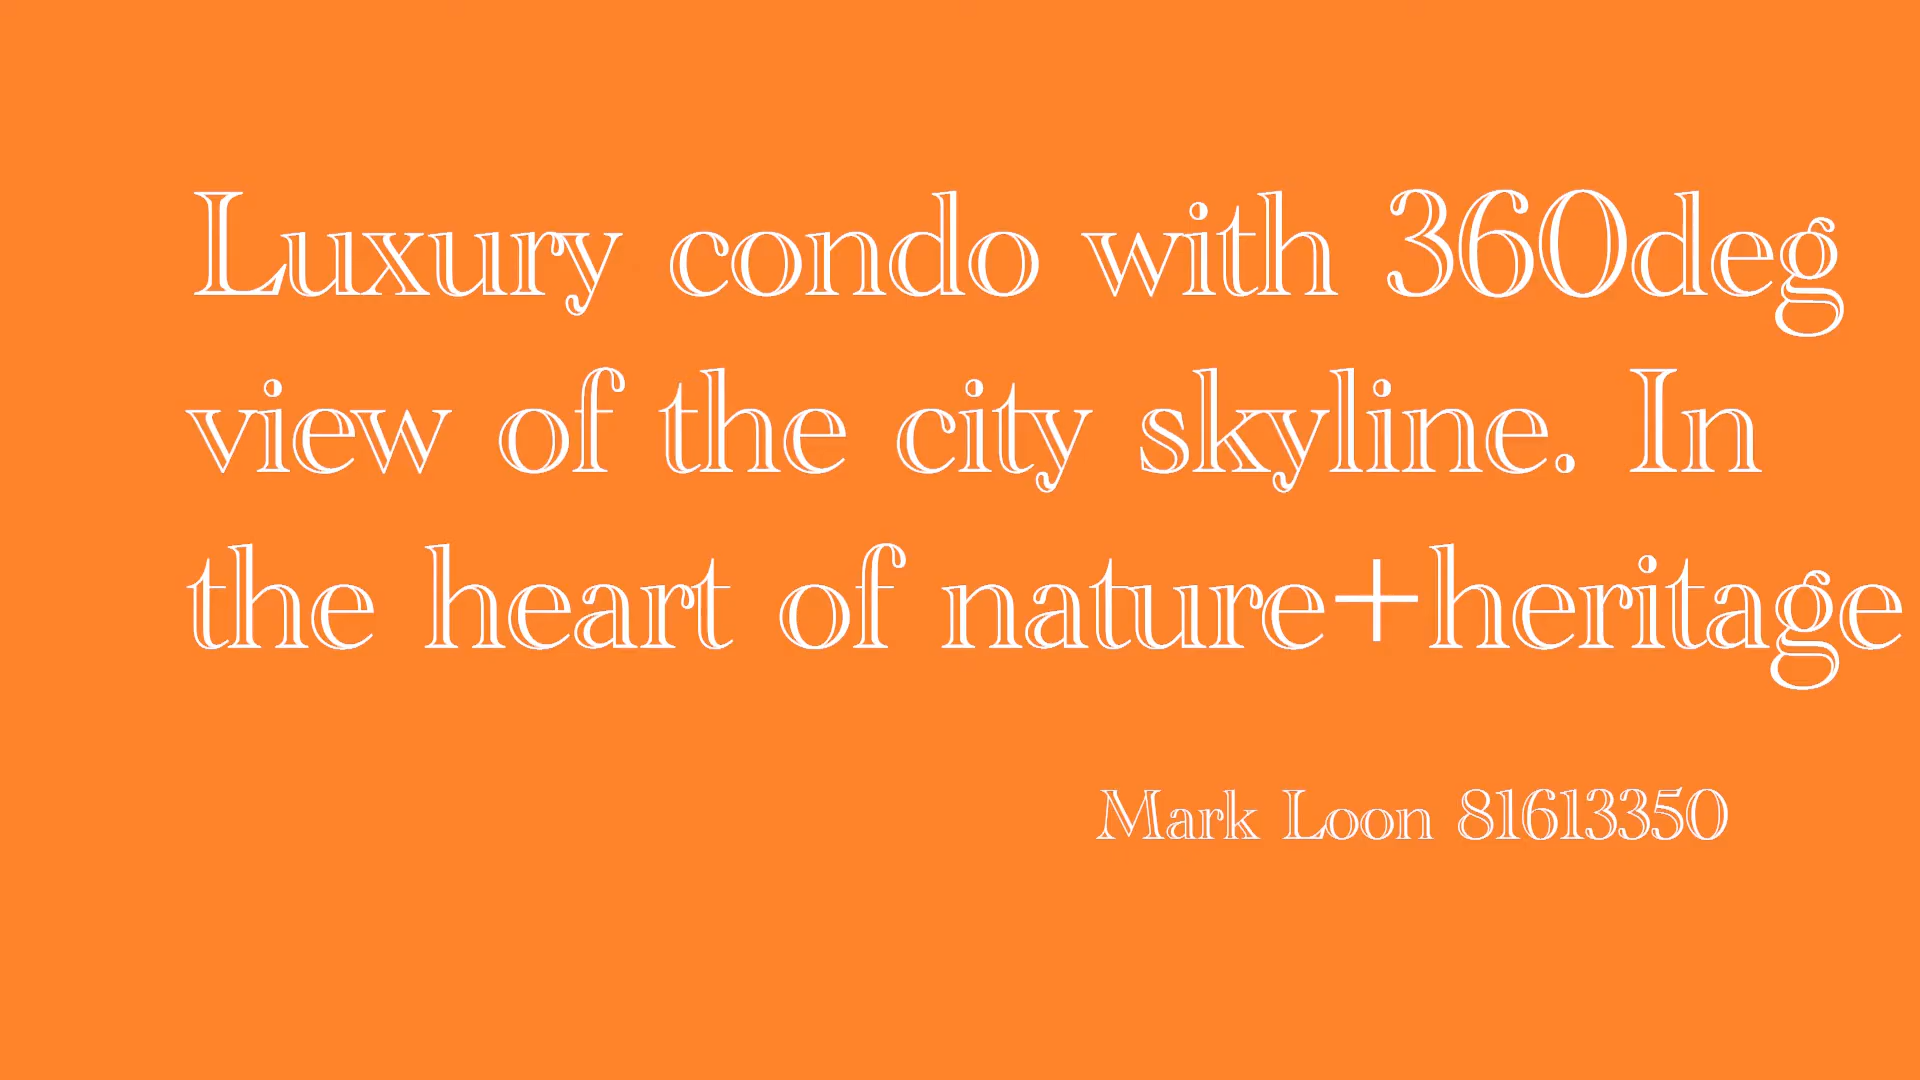 Luxury condo with 360deg
view of the city skyline. In
the heart of nature+heritage
Mark Loon 81613350